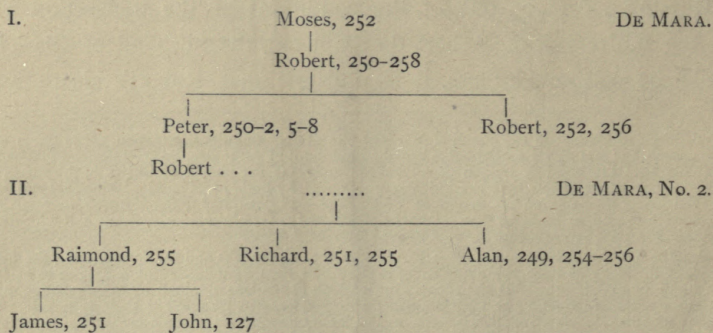 I. Moses, 252 DE MARA.
Robert, 250–258
Peter, 250–2, 5–8 Robert, 252, 256
Robert . . .
II. ......... DE MARA, No. 2.
Raimond, 255 Richard, 251, 255 Alan, 249, 254–256
James, 251 John, 127